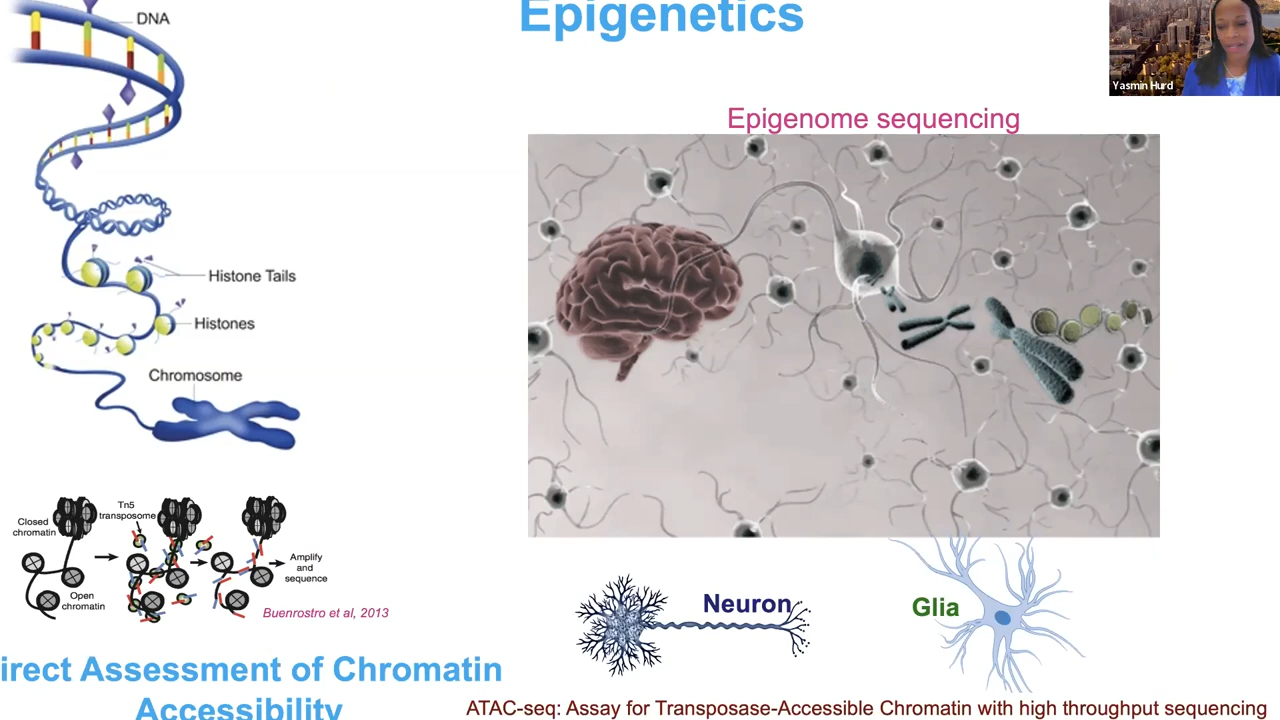 Epigenetics
DNA
Yasmin Hurd
Epigenome sequencing
Histone Tails
Histones
Chromosome
Tn5
transposome
Closed
chromatin
Open
chromatin
Amplify
and
sequence
Buenrostro et al, 2013
Neuron
Glia
irect Assessment of Chromatin
Accessibility
ATAC-seq: Assay for Transposase-Accessible Chromatin with high throughput sequencing